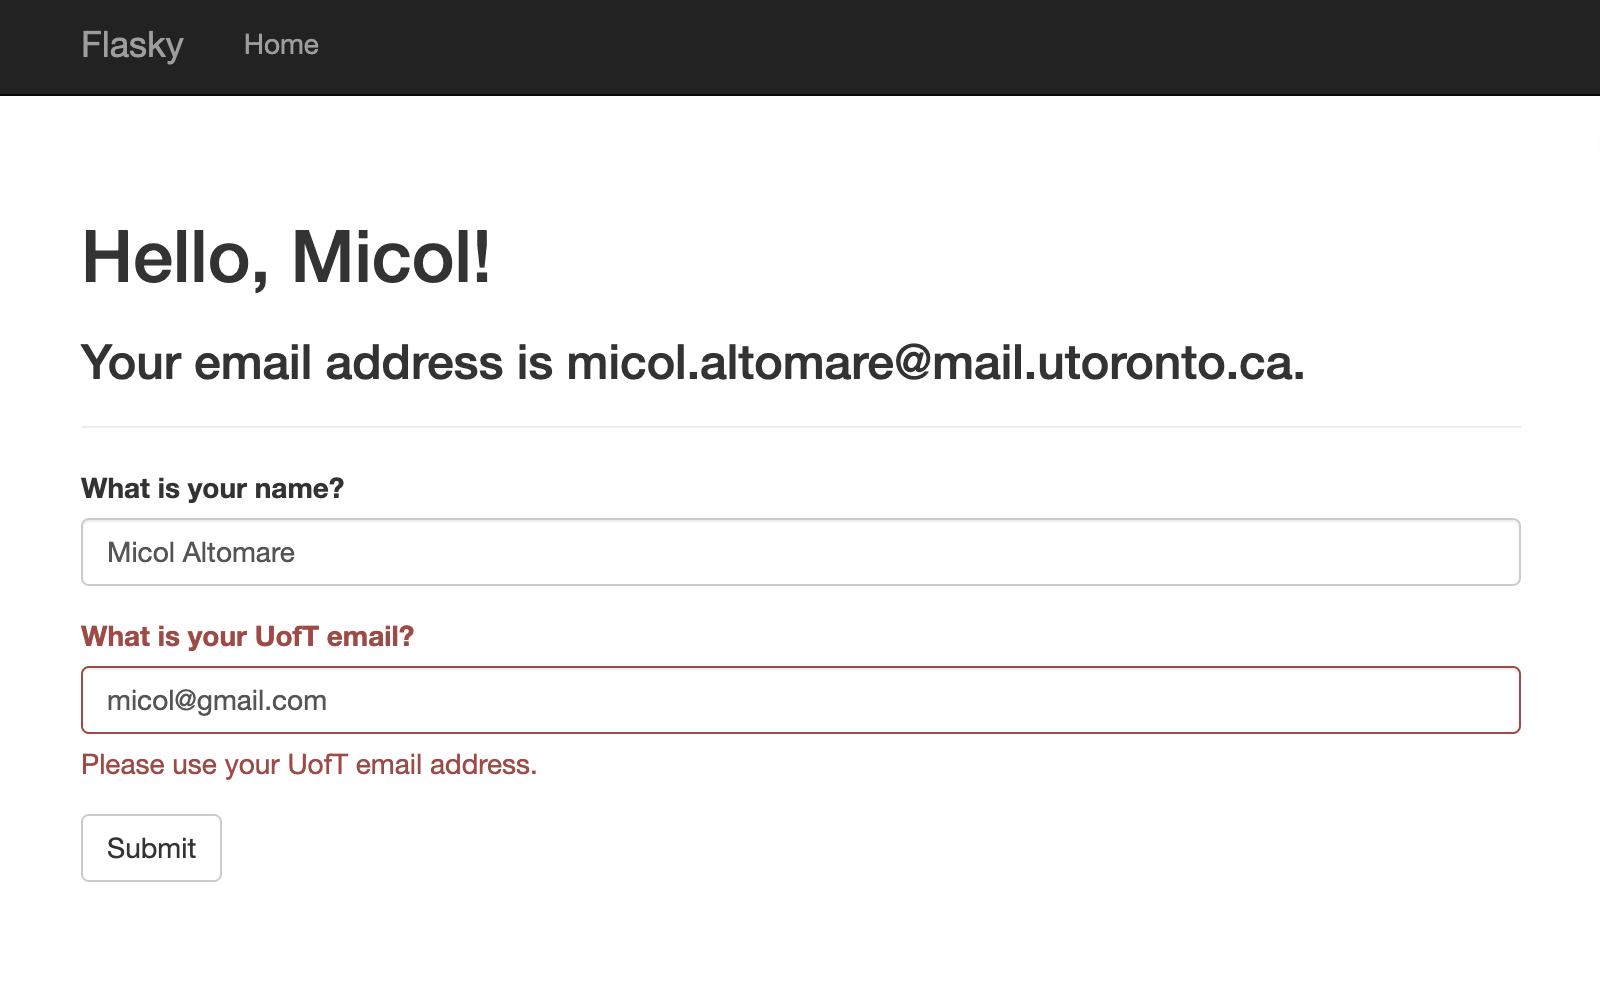 Flasky Home
Hello, Micol!
Your email address is micol.altomare@mail.utoronto.ca.
What is your name?
Micol Altomare
What is your UofT email?
micol@gmail.com
Please use your UofT email address.
Submit